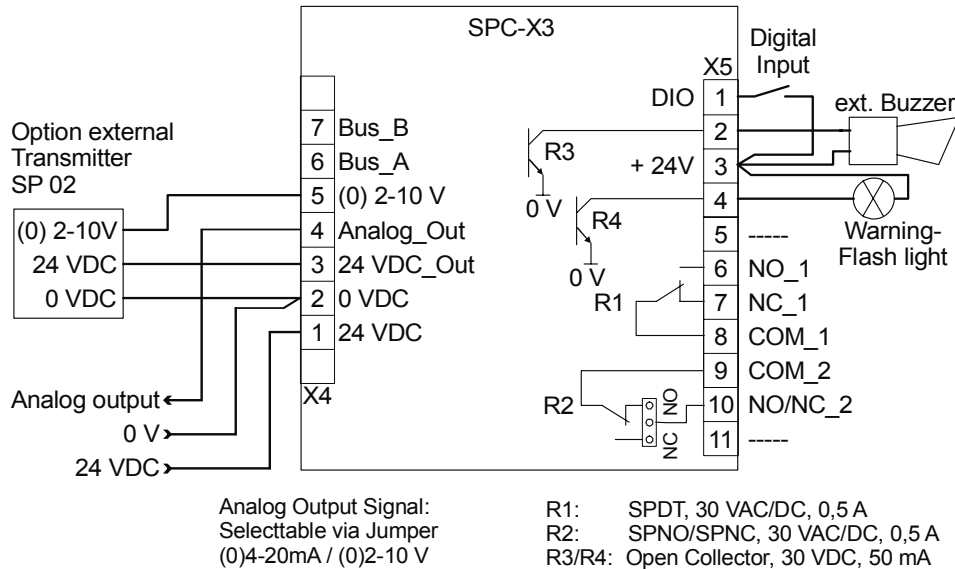 SPC-X3
Digital
Input
X5
DIO 1
ext. Buzzer
2
R3
+ 24V 3
0 V
4
R4
0 V
Warning-
Flash light
5 -----
6 NO_1
R1
7 NC_1
8 COM_1
9 COM_2
R2
NO
NC
10 NO/NC_2
11 -----
Option external
Transmitter
SP 02
(0) 2-10V
24 VDC
0 VDC
7 Bus_B
6 Bus_A
5 (0) 2-10 V
4 Analog_Out
3 24 VDC_Out
2 0 VDC
1 24 VDC
X4
Analog output
0 V
24 VDC
Analog Output Signal:
Selecttable via Jumper
(0)4-20mA / (0)2-10 V
R1: SPDT, 30 VAC/DC, 0,5 A
R2: SPNO/SPNC, 30 VAC/DC, 0,5 A
R3/R4: Open Collector, 30 VDC, 50 mA